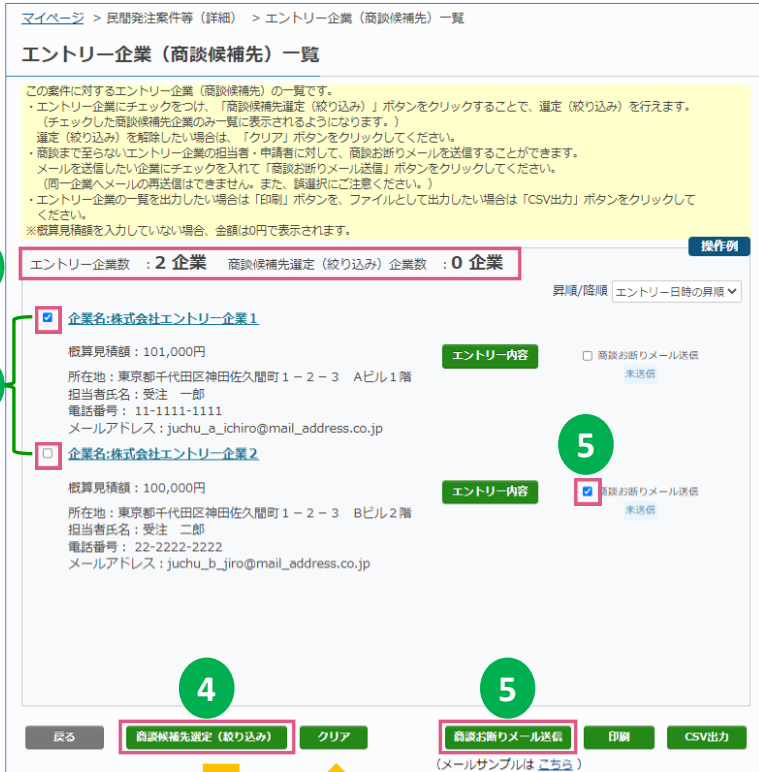 マイページ > 民間発注案件等（詳細） > エントリー企業（商談候補先）一覧
エントリー企業（商談候補先）一覧
この案件に対するエントリー企業（商談候補先）の一覧です。
・エントリー企業にチェックをつけ、「商談候補先選定（絞り込み）」ボタンをクリックすることで、選定（絞り込み）を行えます。
（チェックした商談候補先企業のみ一覧に表示されるようになります。）
選定（絞り込み）を解除したい場合は、「クリア」ボタンをクリックしてください。
・商談まで至らないエントリー企業の担当者・申請者に対して、商談お断りメールを送信することができます。
メールを送信したい企業にチェックを入れて「商談お断りメール送信」ボタンをクリックしてください。
（同一企業へメールの再送信はできません。また、誤選択にご注意ください。）
・エントリー企業の一覧を出力したい場合は「印刷」ボタンを、ファイルとして出力したい場合は「CSV出力」ボタンをクリックして
ください。
※概算見積額を入力していない場合、金額は0円で表示されます。
操作例
エントリー企業数 ：2 企業 商談候補先選定（絞り込み）企業数 ：0 企業
昇順/降順 エントリー日時の昇順
企業名:株式会社エントリー企業１
概算見積額：101,000円
エントリー内容 商談お断りメール送信
未送信
所在地：東京都千代田区神田佐久間町１－２－３ Aビル１階
担当者氏名：受注 一郎
電話番号： 11-1111-1111
メールアドレス：juchu_a_ichiro@mail_address.co.jp
5
企業名:株式会社エントリー企業２
概算見積額：100,000円
エントリー内容 商談お断りメール送信
未送信
所在地：東京都千代田区神田佐久間町１－２－３ Bビル２階
担当者氏名：受注 二郎
電話番号： 22-2222-2222
メールアドレス：juchu_b_jiro@mail_address.co.jp
4 5
戻る 商談候補先選定（絞り込み） クリア 商談お断りメール送信 印刷 CSV出力
（メールサンプルは こちら ）